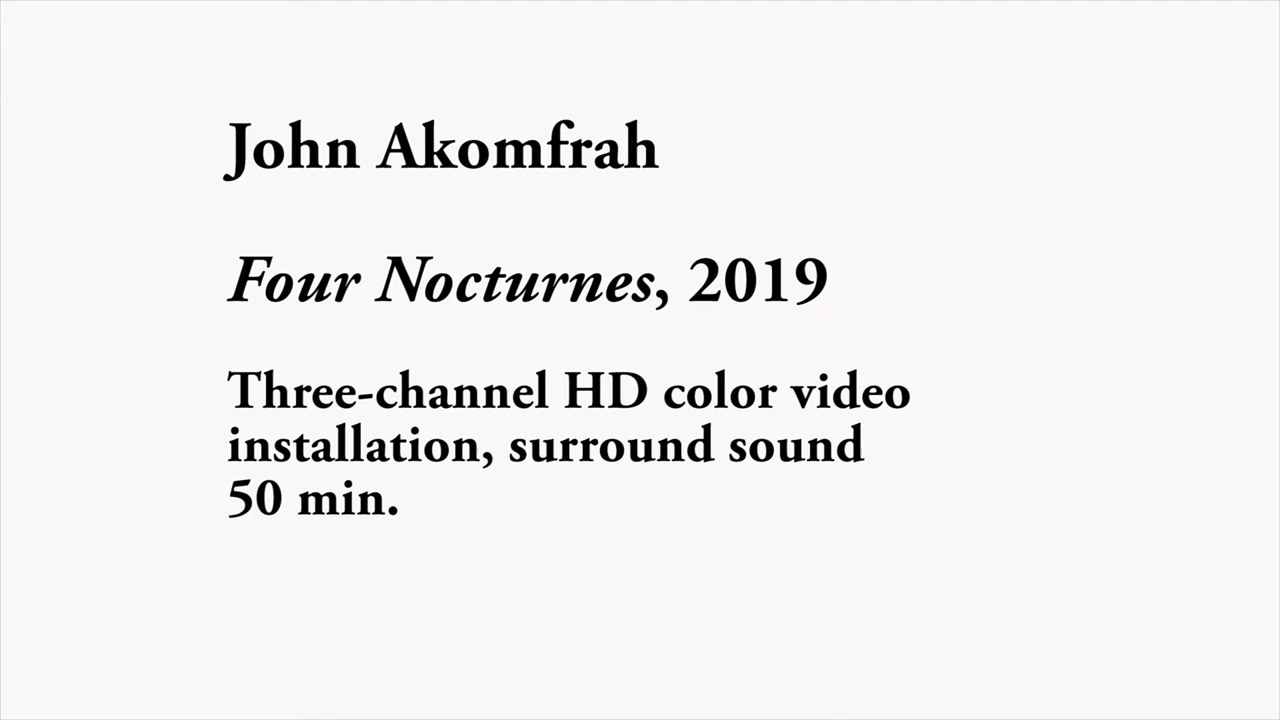 John Akomfrah
Four Nocturnes, 2019
Three-channel HD color video
installation, surround sound
50 min.